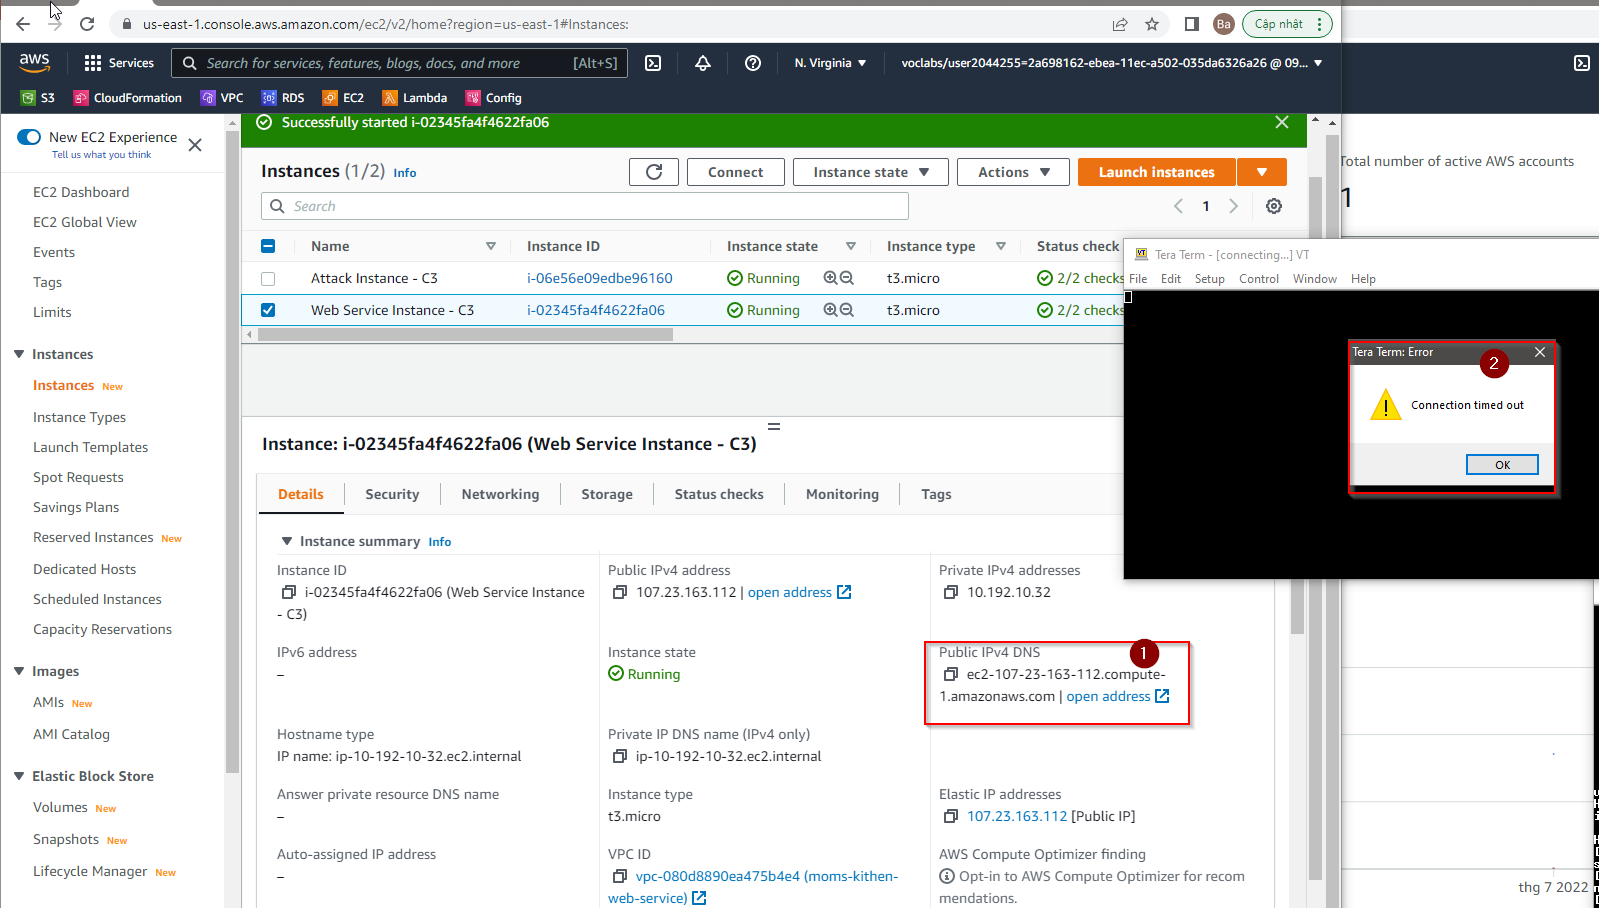 us-east-1.console.aws.amazon.com/ec2/v2/home?region=us-east-1#Instances:
Ba
Cập nhật
aws
Services
Search for services, features, blogs, docs, and more
[Alt+S]
N. Virginia
voclabs/user2044255=2a698162-ebea-11ec-a502-035da6326a26 @ 09...
S3
CloudFormation
VPC
RDS
EC2
Lambda
Config
New EC2 Experience
Tell us what you think
EC2 Dashboard
EC2 Global View
Events
Tags
Limits
Instances
Instances New
Instance Types
Launch Templates
Spot Requests
Savings Plans
Reserved Instances New
Dedicated Hosts
Scheduled Instances
Capacity Reservations
Images
AMIs New
AMI Catalog
Elastic Block Store
Volumes New
Snapshots New
Lifecycle Manager New
Successfully started i-02345fa4f4622fa06
Instances (1/2) Info
Connect
Instance state
Actions
Launch instances
Search
1
Name
Instance ID
Instance state
Instance type
Status check
Attack Instance - C3
i-06e56e09edbe96160
Running
t3.micro
2/2 checks
Web Service Instance - C3
i-02345fa4f4622fa06
Running
t3.micro
2/2 checks
Instance: i-02345fa4f4622fa06 (Web Service Instance - C3)
Details
Security
Networking
Storage
Status checks
Monitoring
Tags
Instance summary Info
Instance ID
i-02345fa4f4622fa06 (Web Service Instance
- C3)
Public IPv4 address
107.23.163.112 | open address
Private IPv4 addresses
10.192.10.32
IPv6 address
–
Instance state
Running
Public IPv4 DNS
1
ec2-107-23-163-112.compute-
1.amazonaws.com | open address
Hostname type
IP name: ip-10-192-10-32.ec2.internal
Private IP DNS name (IPv4 only)
ip-10-192-10-32.ec2.internal
Answer private resource DNS name
–
Instance type
t3.micro
Elastic IP addresses
107.23.163.112 [Public IP]
Auto-assigned IP address
–
VPC ID
vpc-080d8890ea475b4e4 (moms-kithen-
web-service)
AWS Compute Optimizer finding
Opt-in to AWS Compute Optimizer for recom
mendations.
Total number of active AWS accounts
1
Tera Term - [connecting...] VT
File
Edit
Setup
Control
Window
Help
Tera Term: Error
2
Connection timed out
OK
thg 7 2022